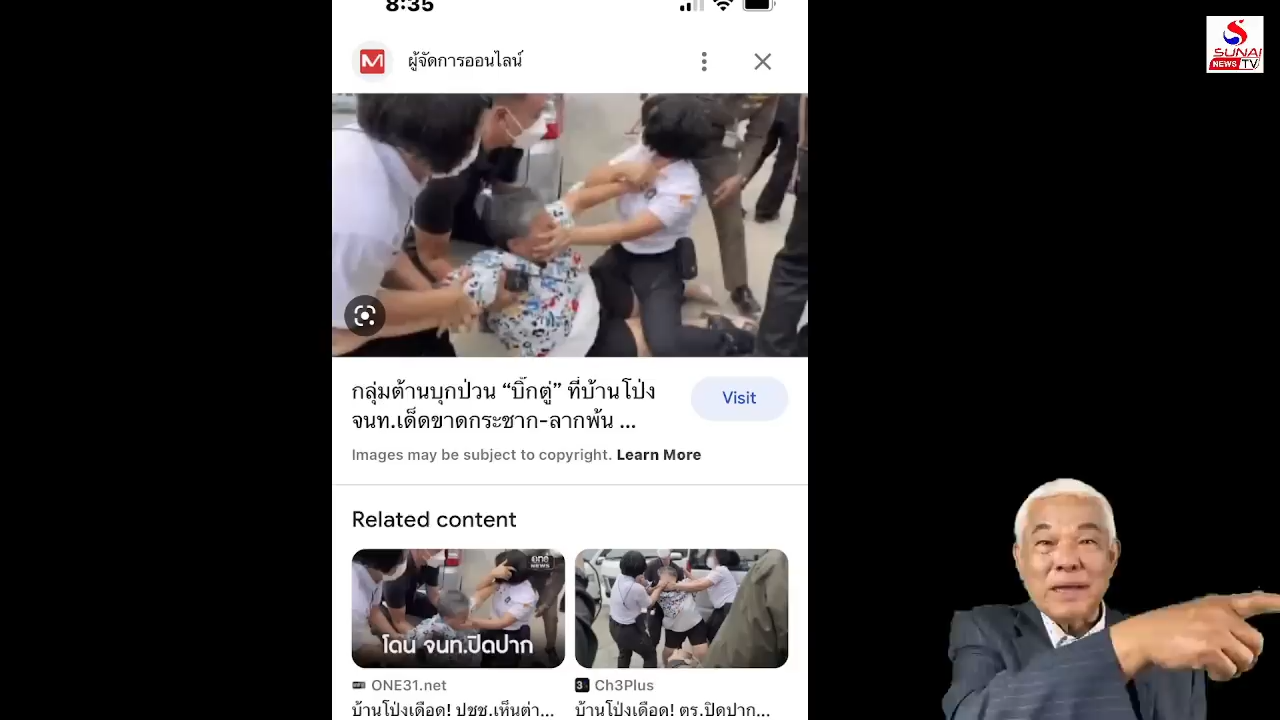 8:35
SUNAI
NEWS TV
ผู้จัดการออนไลน์
กลุ่มต้านบุกป่วน “บิ๊กตู่” ที่บ้านโป่ง
จนท.เด็ดขาดกระชาก-ลากพ้น ...
Visit
Images may be subject to copyright. Learn More
Related content
NEWS
โดน จนท.ปิดปาก
ONE31.net
Ch3Plus
บ้านโป่งเดือด! ปชช.เห็นต่า...
บ้านโป่งเดือด! ตร.ปิดปาก...